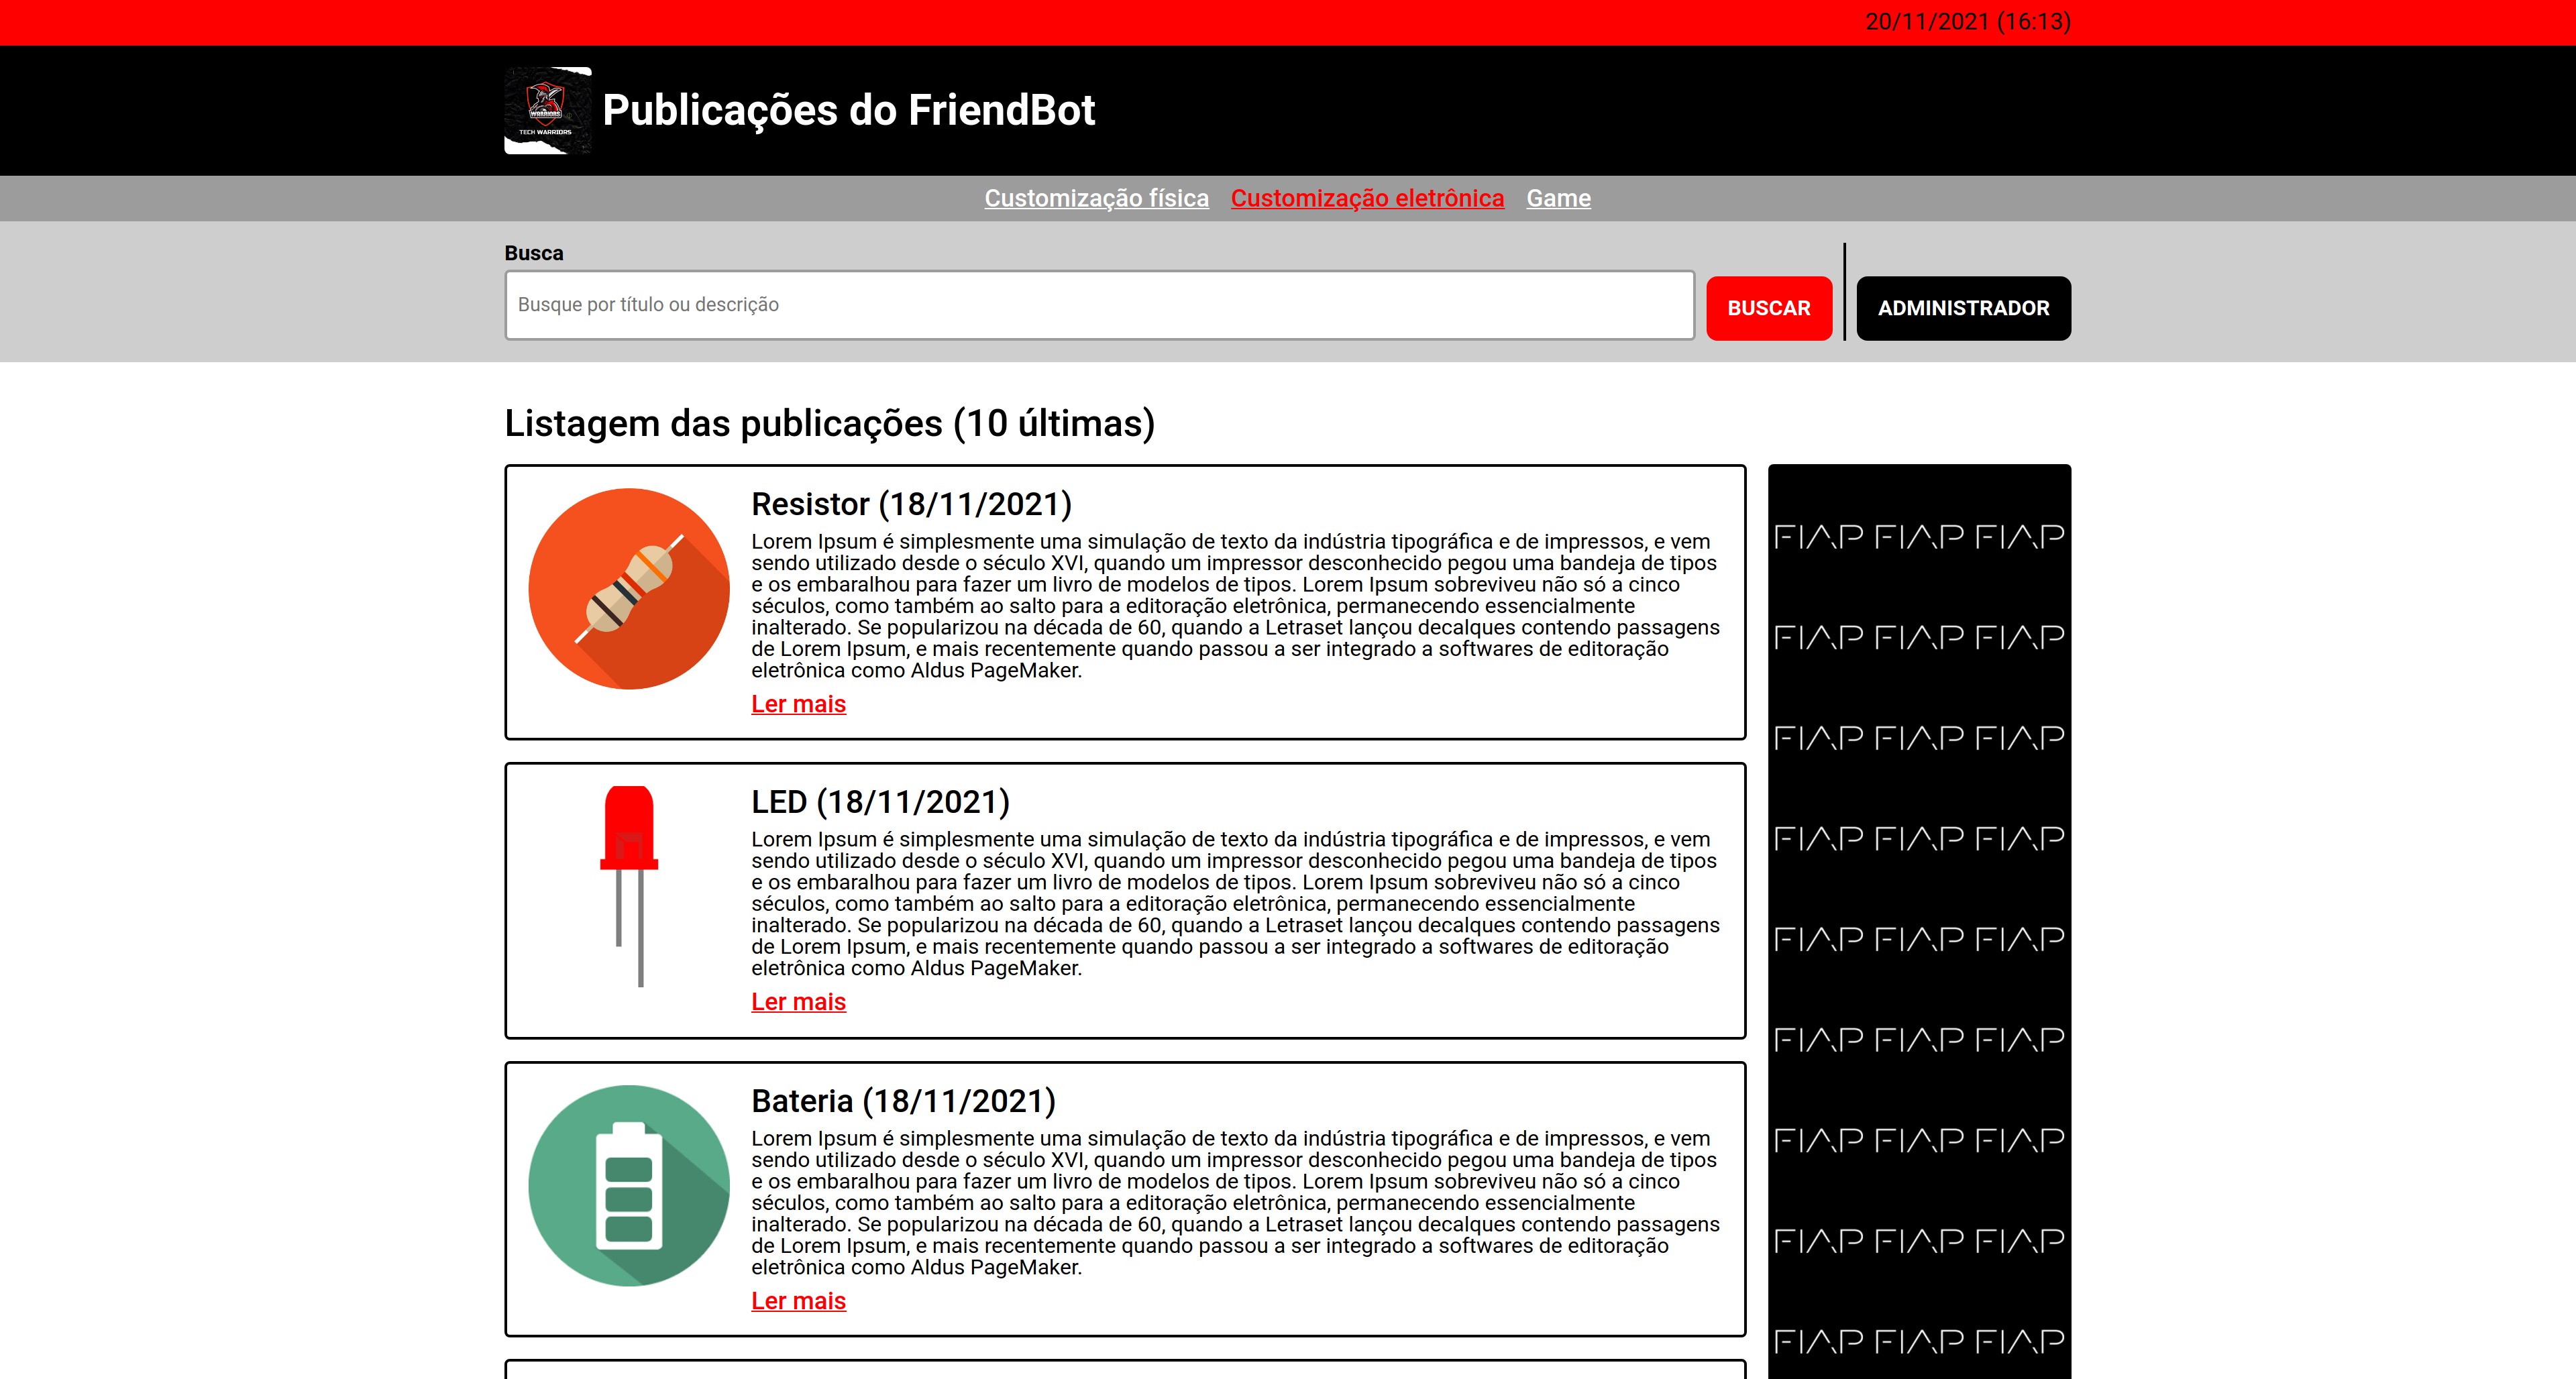 20/11/2021 (16:13)
WARRIORS
TECH WARRIORS
Publicações do FriendBot
Customização física Customização eletrônica Game
Busca
Busque por título ou descrição
BUSCAR
ADMINISTRADOR
Listagem das publicações (10 últimas)
Resistor (18/11/2021)
Lorem Ipsum é simplesmente uma simulação de texto da indústria tipográfica e de impressos, e vem
sendo utilizado desde o século XVI, quando um impressor desconhecido pegou uma bandeja de tipos
e os embaralhou para fazer um livro de modelos de tipos. Lorem Ipsum sobreviveu não só a cinco
séculos, como também ao salto para a editoração eletrônica, permanecendo essencialmente
inalterado. Se popularizou na década de 60, quando a Letraset lançou decalques contendo passagens
de Lorem Ipsum, e mais recentemente quando passou a ser integrado a softwares de editoração
eletrônica como Aldus PageMaker.
Ler mais
LED (18/11/2021)
Lorem Ipsum é simplesmente uma simulação de texto da indústria tipográfica e de impressos, e vem
sendo utilizado desde o século XVI, quando um impressor desconhecido pegou uma bandeja de tipos
e os embaralhou para fazer um livro de modelos de tipos. Lorem Ipsum sobreviveu não só a cinco
séculos, como também ao salto para a editoração eletrônica, permanecendo essencialmente
inalterado. Se popularizou na década de 60, quando a Letraset lançou decalques contendo passagens
de Lorem Ipsum, e mais recentemente quando passou a ser integrado a softwares de editoração
eletrônica como Aldus PageMaker.
Ler mais
Bateria (18/11/2021)
Lorem Ipsum é simplesmente uma simulação de texto da indústria tipográfica e de impressos, e vem
sendo utilizado desde o século XVI, quando um impressor desconhecido pegou uma bandeja de tipos
e os embaralhou para fazer um livro de modelos de tipos. Lorem Ipsum sobreviveu não só a cinco
séculos, como também ao salto para a editoração eletrônica, permanecendo essencialmente
inalterado. Se popularizou na década de 60, quando a Letraset lançou decalques contendo passagens
de Lorem Ipsum, e mais recentemente quando passou a ser integrado a softwares de editoração
eletrônica como Aldus PageMaker.
Ler mais
FIAP FIAP FIAP
FIAP FIAP FIAP
FIAP FIAP FIAP
FIAP FIAP FIAP
FIAP FIAP FIAP
FIAP FIAP FIAP
FIAP FIAP FIAP
FIAP FIAP FIAP
FIAP FIAP FIAP